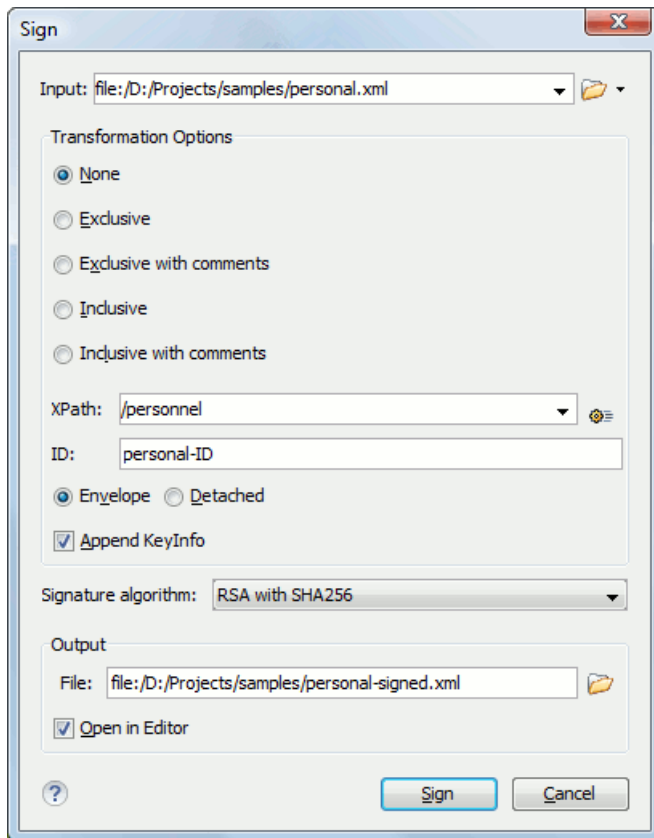 Sign
Input: file:/D:/Projects/samples/personal.xml
Transformation Options
None
Exclusive
Exclusive with comments
Inclusive
Inclusive with comments
XPath: /personnel
ID: personal-ID
Envelope Detached
Append KeyInfo
Signature algorithm: RSA with SHA256
Output
File: file:/D:/Projects/samples/personal-signed.xml
Open in Editor
? Sign Cancel